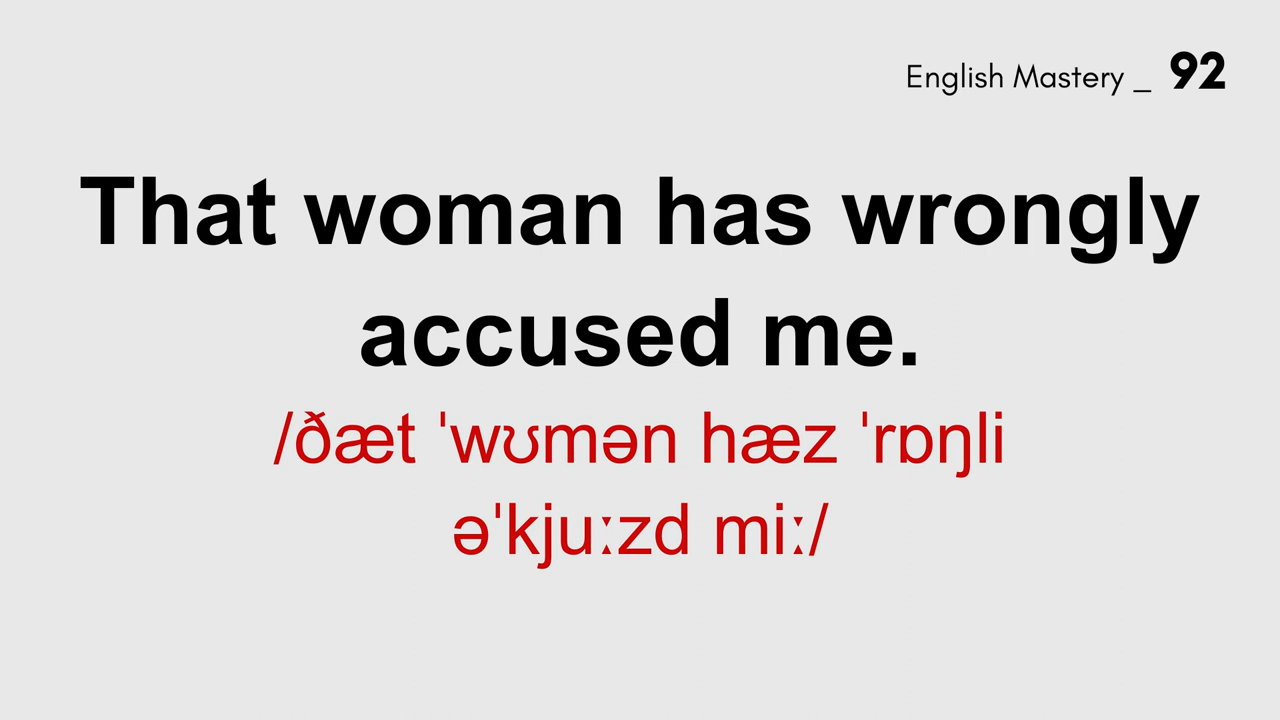 English Mastery _ 92
That woman has wrongly
accused me.
/ðæt ˈwʊmən hæz ˈrɒŋli
əˈkjuːzd miː/